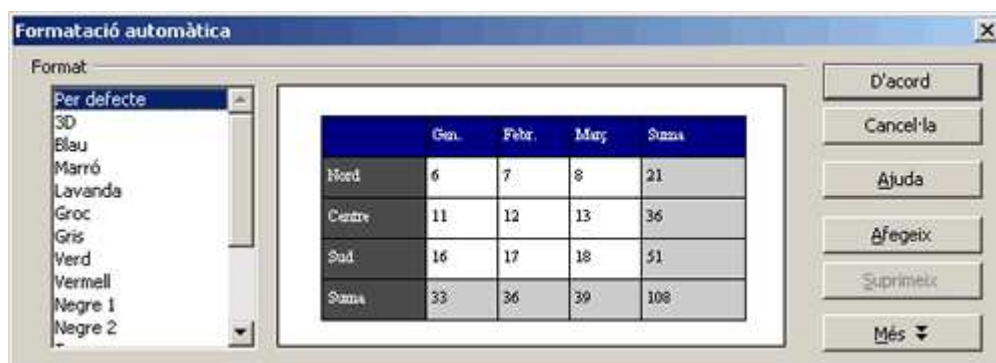 Formatació automàtica
Format
Per defecte
3D
Blau
Marró
Lavanda
Groc
Gris
Verd
Vermell
Negre 1
Negre 2
Gen. Febr. Març Suma
Nord 6 7 8 21
Centre 11 12 13 36
Sud 16 17 18 51
Suma 33 36 39 108
D'acord
Cancel·la
Ajuda
Afegeix
Suprimeix
Més